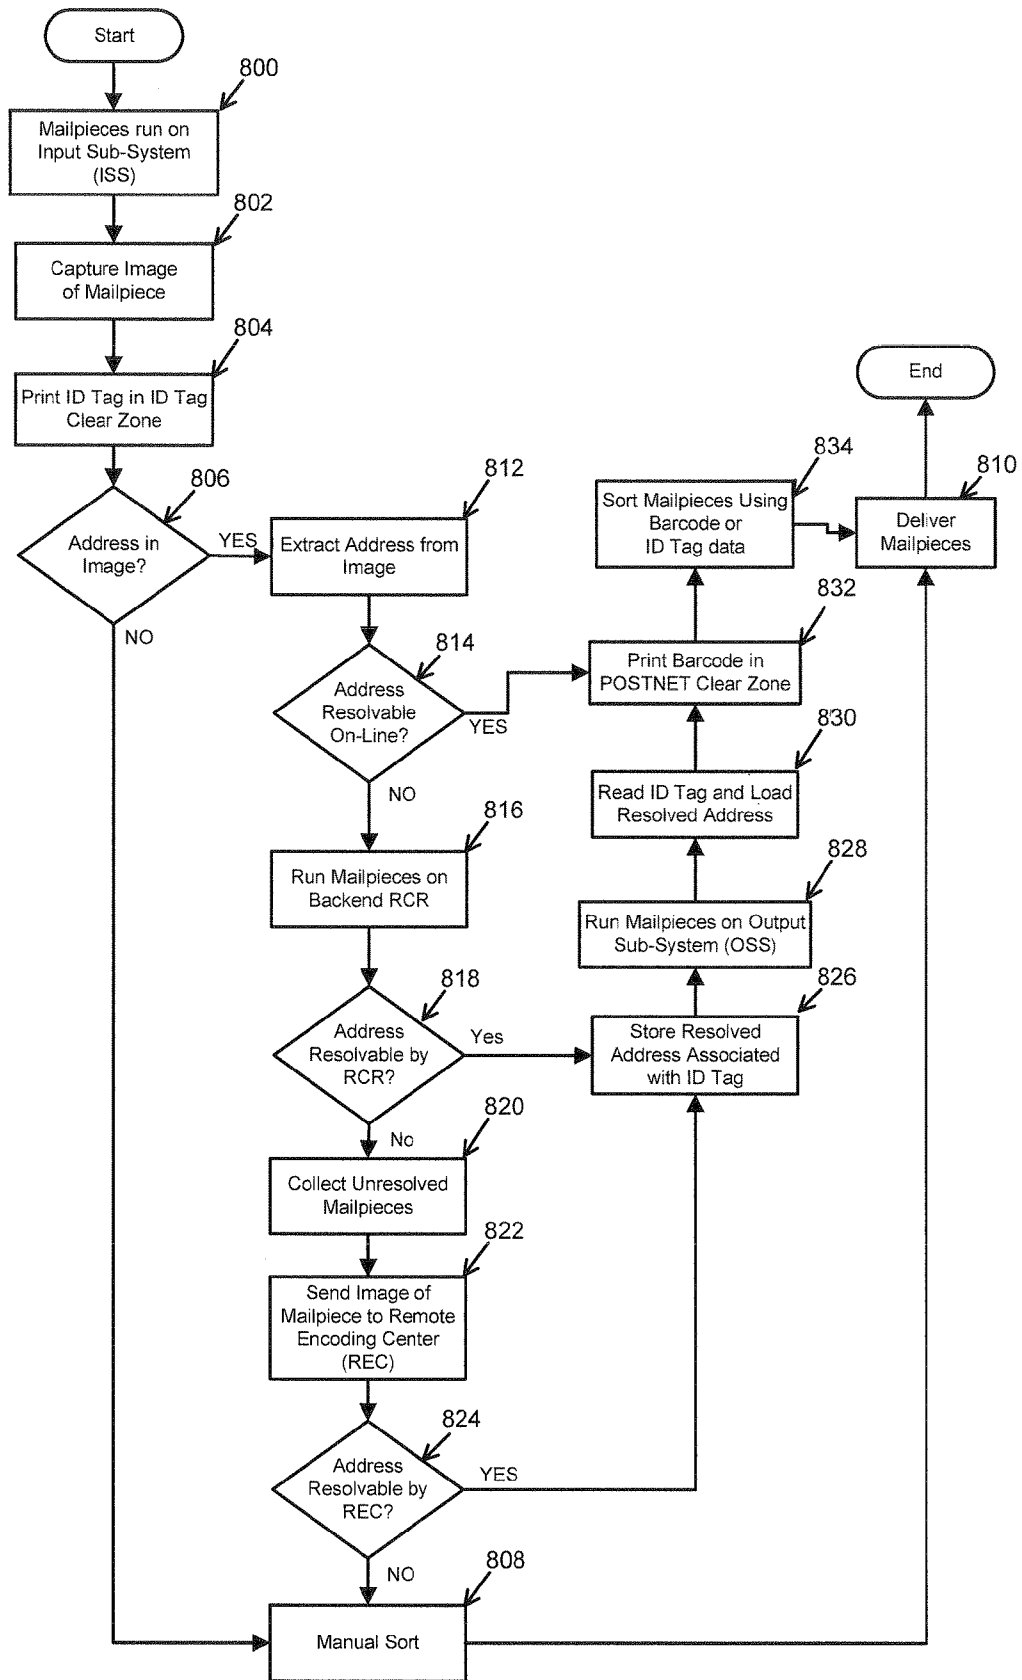 Start
800
Mailpieces run on
Input Sub-System
(ISS)
802
Capture Image
of Mailpiece
804
Print ID Tag in ID Tag
Clear Zone
806
Address in
Image?
YES
NO
812
Extract Address from
Image
814
Address
Resolvable
On-Line?
YES
NO
816
Run Mailpieces on
Backend RCR
818
Address
Resolvable by
RCR?
Yes
No
820
Collect Unresolved
Mailpieces
822
Send Image of
Mailpiece to Remote
Encoding Center
(REC)
824
Address
Resolvable by
REC?
YES
NO
808
Manual Sort
826
Store Resolved
Address Associated
with ID Tag
828
Run Mailpieces on Output
Sub-System (OSS)
830
Read ID Tag and Load
Resolved Address
832
Print Barcode in
POSTNET Clear Zone
834
Sort Mailpieces Using
Barcode or
ID Tag data
810
Deliver
Mailpieces
End